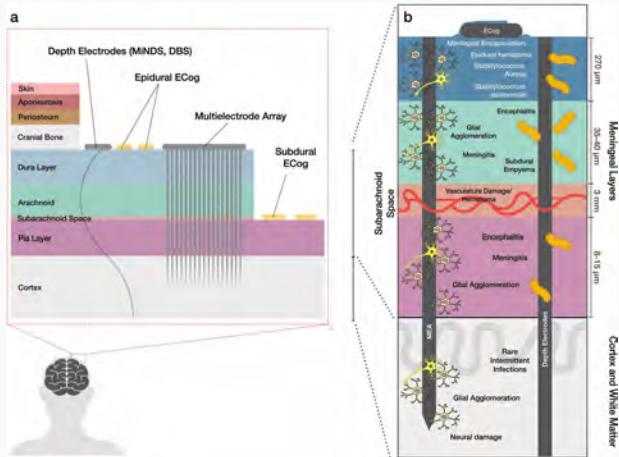 a
Depth Electrodes (MiNDS, DBS)
Epidural ECog
Multielectrode Array
Subdural
ECog
Skin
Aponeurosis
Periosteum
Cranial Bone
Dura Layer
Arachnoid
Subarachnoid Space
Pia Layer
Cortex
b
ECog
Meningeal Encapsulation
Epidural hematoma
Staphylococcus
Aureus
Staphylococcus
Encephalitis
Glial
Agglomeration
Meningitis
Subdural
Empyema
Vasculature Damage/
Hematoma
Encephalitis
Meningitis
Glial Agglomeration
MEA
Depth Electrodes
Rare
Intermittent
Infections
Glial Agglomeration
Neural damage
Subarachnoid
Space
270 µm
35-40 µm
3 mm
8-15 µm
Meningeal Layers
Cortex and White Matter